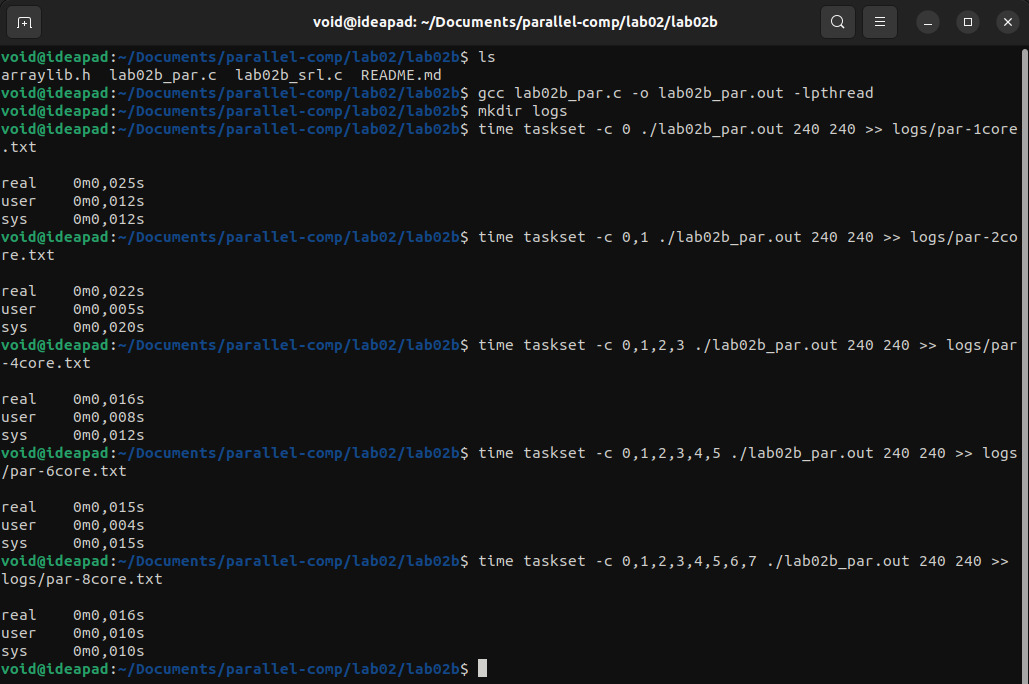 void@ideapad: ~/Documents/parallel-comp/lab02/lab02b
void@ideapad:~/Documents/parallel-comp/lab02/lab02b$ ls
arraylib.h  lab02b_par.c  lab02b_srl.c  README.md
void@ideapad:~/Documents/parallel-comp/lab02/lab02b$ gcc lab02b_par.c -o lab02b_par.out -lpthread
void@ideapad:~/Documents/parallel-comp/lab02/lab02b$ mkdir logs
void@ideapad:~/Documents/parallel-comp/lab02/lab02b$ time taskset -c 0 ./lab02b_par.out 240 240 >> logs/par-1core
.txt
real    0m0,025s
user    0m0,012s
sys     0m0,012s
void@ideapad:~/Documents/parallel-comp/lab02/lab02b$ time taskset -c 0,1 ./lab02b_par.out 240 240 >> logs/par-2co
re.txt
real    0m0,022s
user    0m0,005s
sys     0m0,020s
void@ideapad:~/Documents/parallel-comp/lab02/lab02b$ time taskset -c 0,1,2,3 ./lab02b_par.out 240 240 >> logs/par
-4core.txt
real    0m0,016s
user    0m0,008s
sys     0m0,012s
void@ideapad:~/Documents/parallel-comp/lab02/lab02b$ time taskset -c 0,1,2,3,4,5 ./lab02b_par.out 240 240 >> logs
/par-6core.txt
real    0m0,015s
user    0m0,004s
sys     0m0,015s
void@ideapad:~/Documents/parallel-comp/lab02/lab02b$ time taskset -c 0,1,2,3,4,5,6,7 ./lab02b_par.out 240 240 >>
logs/par-8core.txt
real    0m0,016s
user    0m0,010s
sys     0m0,010s
void@ideapad:~/Documents/parallel-comp/lab02/lab02b$